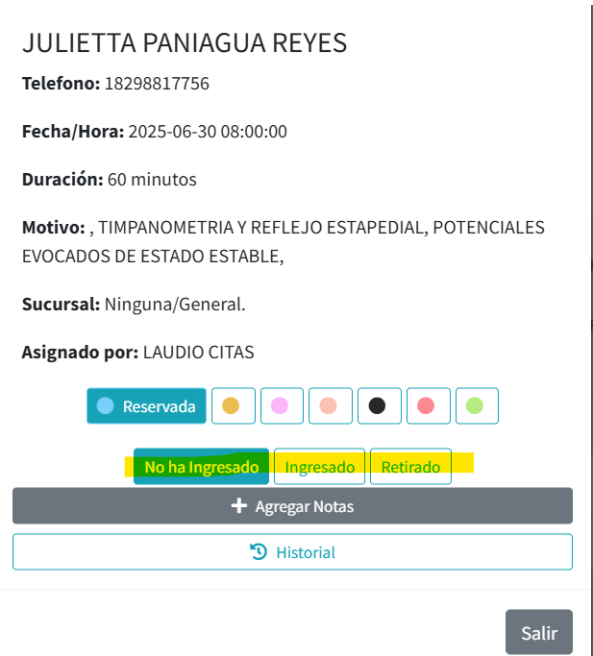 JULIETTA PANIAGUA REYES
Telefono: 18298817756
Fecha/Hora: 2025-06-30 08:00:00
Duración: 60 minutos
Motivo: , TIMPANOMETRIA Y REFLEJO ESTAPEDIAL, POTENCIALES
EVOCADOS DE ESTADO ESTABLE,
Sucursal: Ninguna/General.
Asignado por: LAUDIO CITAS
Reservada
No ha Ingresado Ingresado Retirado
+ Agregar Notas
Historial
Salir